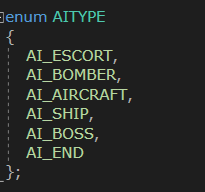 enum AITYPE
{
    AI_ESCORT,
    AI_BOMBER,
    AI_AIRCRAFT,
    AI_SHIP,
    AI_BOSS,
    AI_END
};